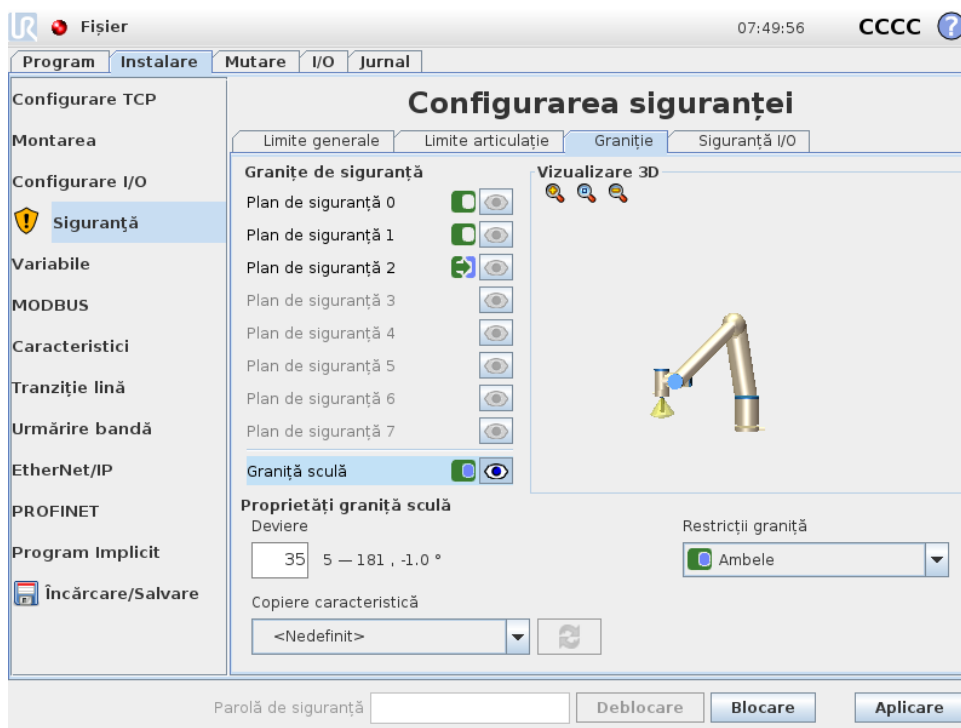 UR Fișier 07:49:56 CCCC ?
Program Instalare Mutare I/O Jurnal
Configurare TCP
Montarea
Configurare I/O
Siguranţă
Variabile
MODBUS
Caracteristici
Tranziție lină
Urmărire bandă
EtherNet/IP
PROFINET
Program Implicit
Încărcare/Salvare
Configurarea siguranței
Limite generale Limite articulație Graniție Siguranță I/O
Granițe de siguranță
Plan de siguranță 0
Plan de siguranță 1
Plan de siguranță 2
Plan de siguranță 3
Plan de siguranță 4
Plan de siguranță 5
Plan de siguranță 6
Plan de siguranță 7
Graniță sculă
Vizualizare 3D
Proprietăți graniță sculă
Deviere
35 5 — 181 , -1.0 °
Restricții graniță
Ambele
Copiere caracteristică
<Nedefinit>
Parolă de siguranță Deblocare Blocare Aplicare